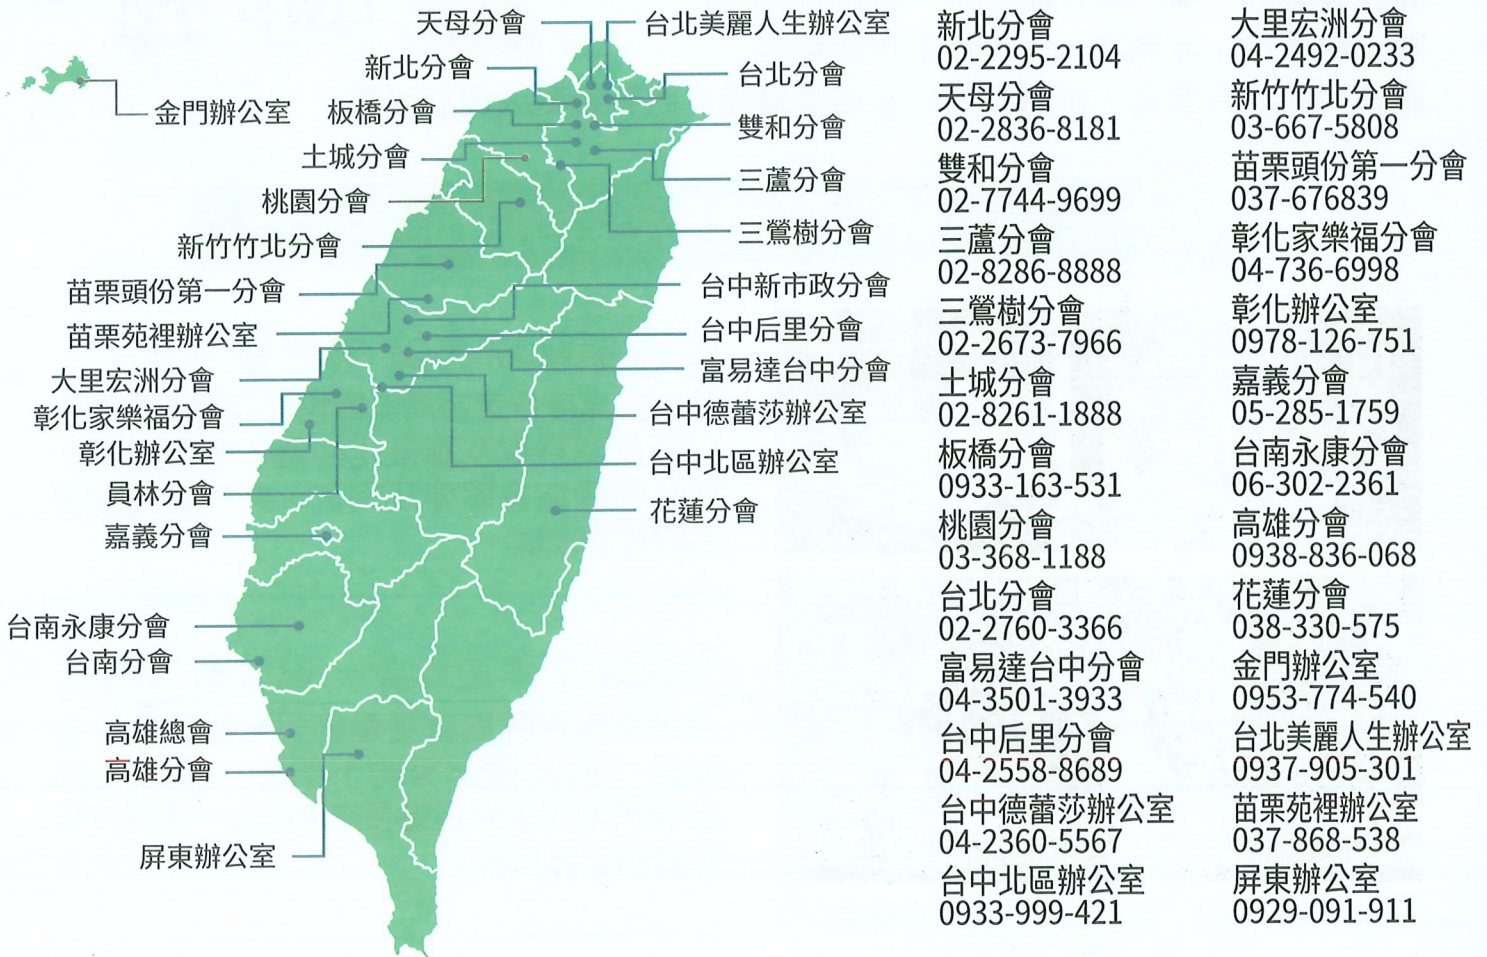 天母分會
台北美麗人生辦公室
新北分會
台北分會
金門辦公室
板橋分會
雙和分會
土城分會
三蘆分會
桃園分會
三鶯樹分會
新竹竹北分會
苗栗頭份第一分會
台中新市政分會
苗栗苑裡辦公室
台中后里分會
大里宏洲分會
富易達台中分會
彰化家樂福分會
台中德蕾莎辦公室
彰化辦公室
台中北區辦公室
員林分會
花蓮分會
嘉義分會
台南永康分會
台南分會
高雄總會
高雄分會
屏東辦公室
新北分會
02-2295-2104
天母分會
02-2836-8181
雙和分會
02-7744-9699
三蘆分會
02-8286-8888
三鶯樹分會
02-2673-7966
土城分會
02-8261-1888
板橋分會
0933-163-531
桃園分會
03-368-1188
台北分會
02-2760-3366
富易達台中分會
04-3501-3933
台中后里分會
04-2558-8689
台中德蕾莎辦公室
04-2360-5567
台中北區辦公室
0933-999-421
大里宏洲分會
04-2492-0233
新竹竹北分會
03-667-5808
苗栗頭份第一分會
037-676839
彰化家樂福分會
04-736-6998
彰化辦公室
0978-126-751
嘉義分會
05-285-1759
台南永康分會
06-302-2361
高雄分會
0938-836-068
花蓮分會
038-330-575
金門辦公室
0953-774-540
台北美麗人生辦公室
0937-905-301
苗栗苑裡辦公室
037-868-538
屏東辦公室
0929-091-911